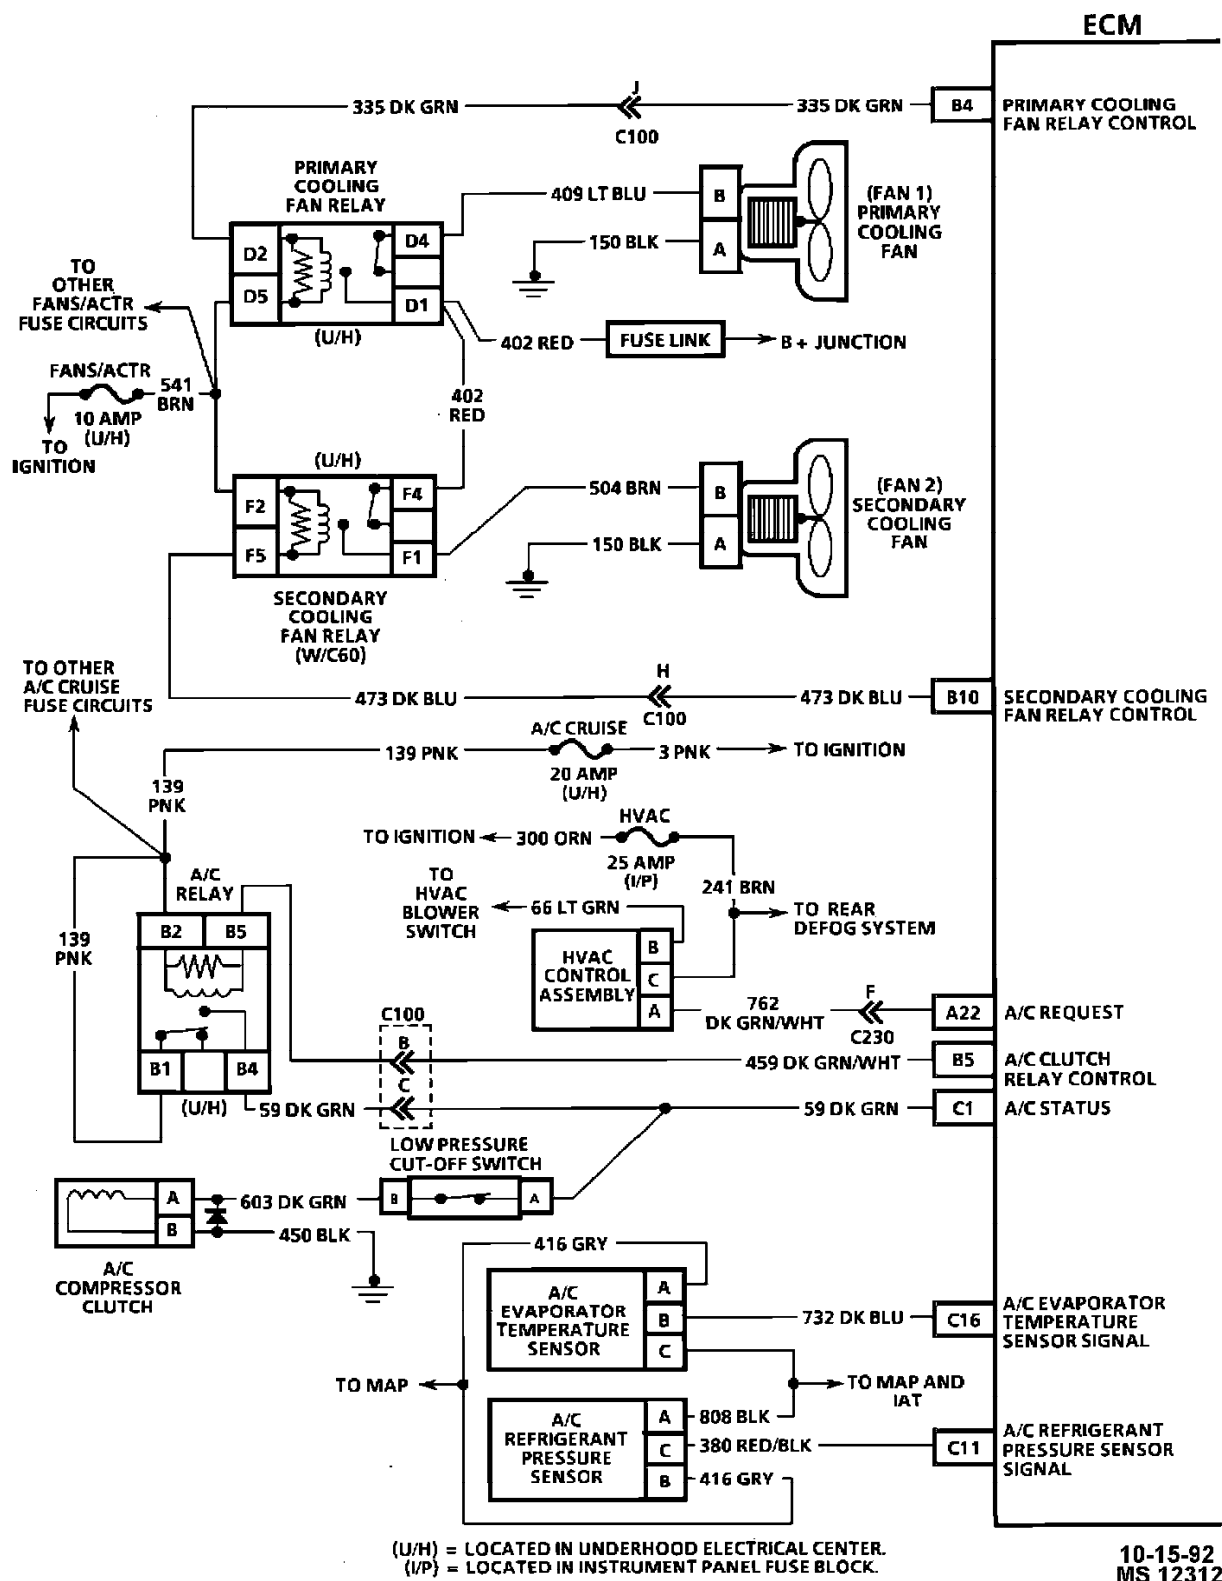 ECM
335 DK GRN
J
C100
335 DK GRN
B4
PRIMARY COOLING
FAN RELAY CONTROL
PRIMARY
COOLING
FAN RELAY
D2
D5
D4
D1
(U/H)
409 LT BLU
150 BLK
B
A
(FAN 1)
PRIMARY
COOLING
FAN
TO
OTHER
FANS/ACTR
FUSE CIRCUITS
402 RED
FUSE LINK
B + JUNCTION
FANS/ACTR
541
BRN
10 AMP
(U/H)
TO
IGNITION
402
RED
(U/H)
F2
F5
F4
F1
SECONDARY
COOLING
FAN RELAY
(W/C60)
504 BRN
150 BLK
B
A
(FAN 2)
SECONDARY
COOLING
FAN
TO OTHER
A/C CRUISE
FUSE CIRCUITS
473 DK BLU
H
C100
473 DK BLU
B10
SECONDARY COOLING
FAN RELAY CONTROL
139 PNK
A/C CRUISE
20 AMP
(U/H)
3 PNK
TO IGNITION
139
PNK
TO IGNITION
300 ORN
HVAC
25 AMP
(I/P)
241 BRN
TO REAR
DEFOG SYSTEM
TO
HVAC
BLOWER
SWITCH
66 LT GRN
HVAC
CONTROL
ASSEMBLY
B
C
A
762
DK GRN/WHT
F
C230
A22
A/C REQUEST
A/C
RELAY
B2
B5
139
PNK
B1
B4
(U/H)
C100
B
C
459 DK GRN/WHT
B5
A/C CLUTCH
RELAY CONTROL
59 DK GRN
59 DK GRN
C1
A/C STATUS
LOW PRESSURE
CUT-OFF SWITCH
B
A
A
B
603 DK GRN
450 BLK
A/C
COMPRESSOR
CLUTCH
416 GRY
A/C
EVAPORATOR
TEMPERATURE
SENSOR
A
B
C
732 DK BLU
C16
A/C EVAPORATOR
TEMPERATURE
SENSOR SIGNAL
TO MAP
TO MAP AND
IAT
A/C
REFRIGERANT
PRESSURE
SENSOR
A
C
B
808 BLK
380 RED/BLK
416 GRY
C11
A/C REFRIGERANT
PRESSURE SENSOR
SIGNAL
(U/H) = LOCATED IN UNDERHOOD ELECTRICAL CENTER.
(I/P) = LOCATED IN INSTRUMENT PANEL FUSE BLOCK.
10-15-92
MS 12312